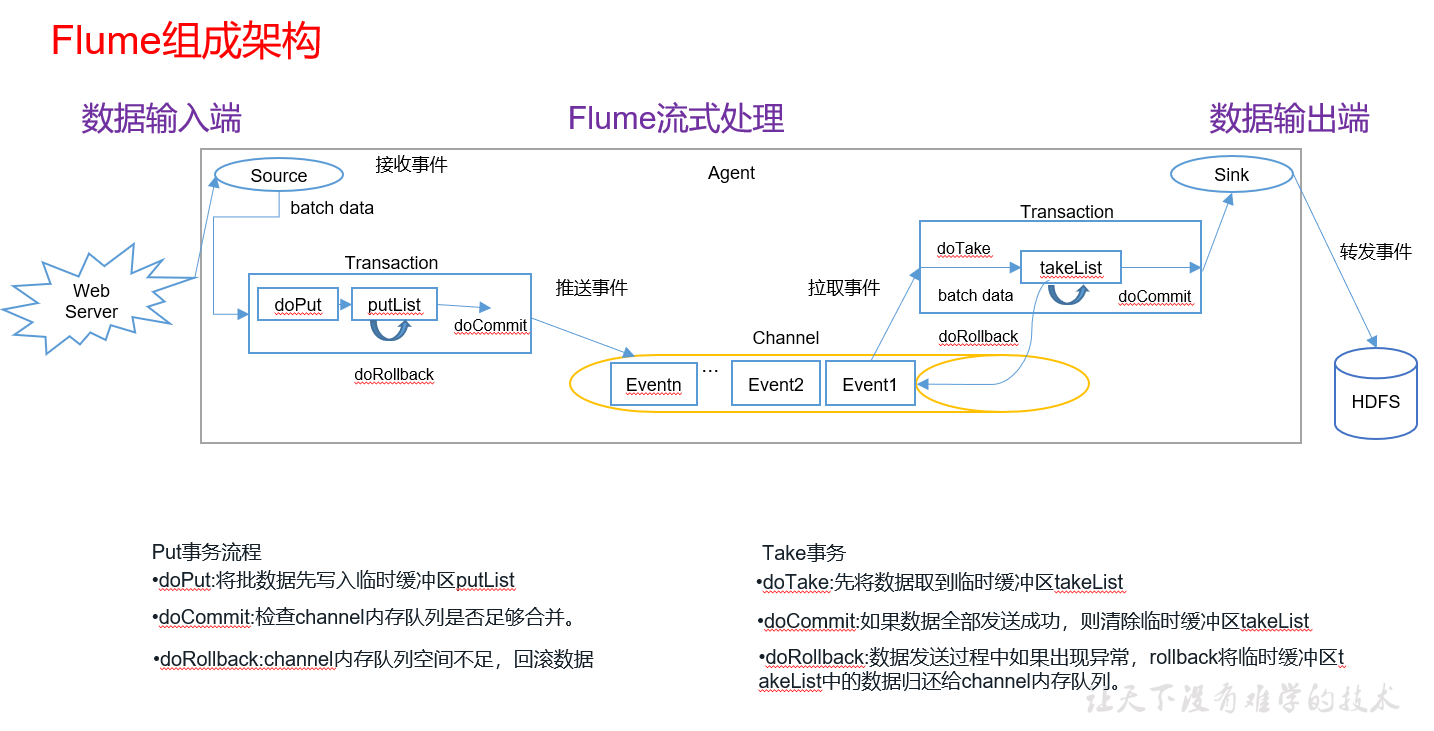 Flume组成架构
数据输入端
Flume流式处理
数据输出端
Source
接收事件
Agent
Sink
batch data
Transaction
Transaction
doTake
takeList
转发事件
Web
Server
doPut
putList
doCommit
推送事件
拉取事件
batch data
doCommit
doRollback
Channel
doRollback
Eventn
...
Event2
Event1
HDFS
Put事务流程
•doPut:将批数据先写入临时缓冲区putList
•doCommit:检查channel内存队列是否足够合并。
•doRollback:channel内存队列空间不足，回滚数据
Take事务
•doTake:先将数据取到临时缓冲区takeList
•doCommit:如果数据全部发送成功，则清除临时缓冲区takeList
•doRollback:数据发送过程中如果出现异常，rollback将临时缓冲区t
akeList中的数据归还给channel内存队列。
让天下没有难学的技术